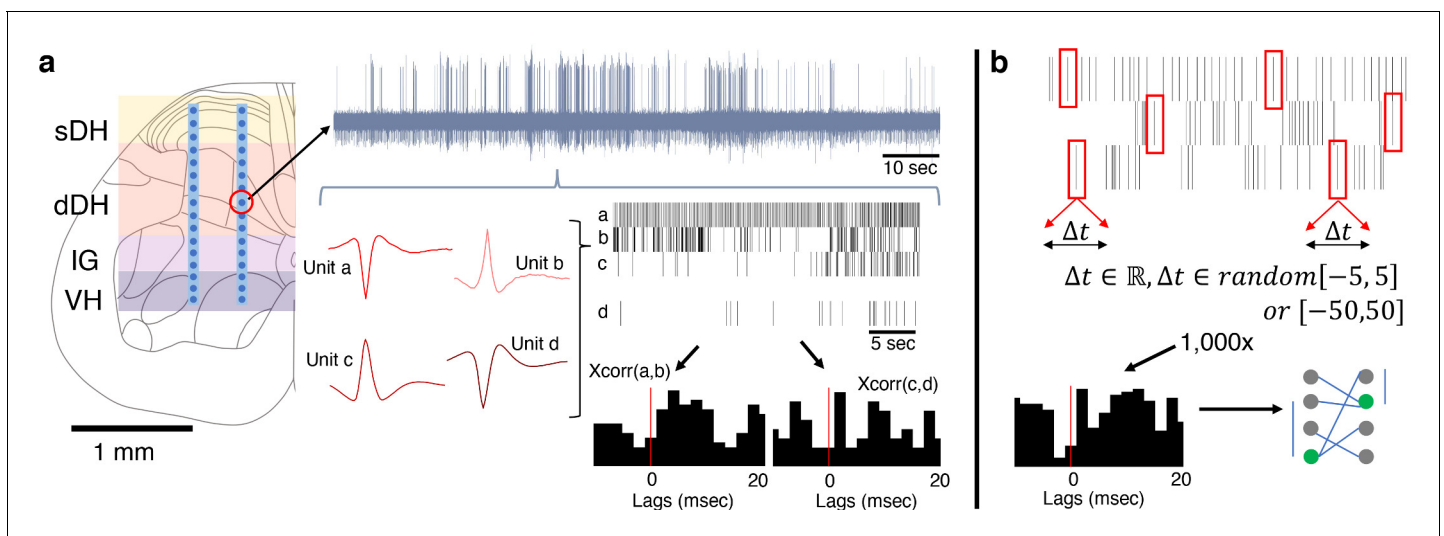 a
sDH
dDH
IG
VH
1 mm
10 sec
Unit a
Unit b
Unit c
Unit d
a
b
c
d
5 sec
Xcorr(a,b)
Xcorr(c,d)
0
20
Lags (msec)
0
20
Lags (msec)
b
Δt
Δt
Δt ∈ ℝ, Δt ∈ random[−5, 5]
or [−50,50]
1,000x
0
20
Lags (msec)